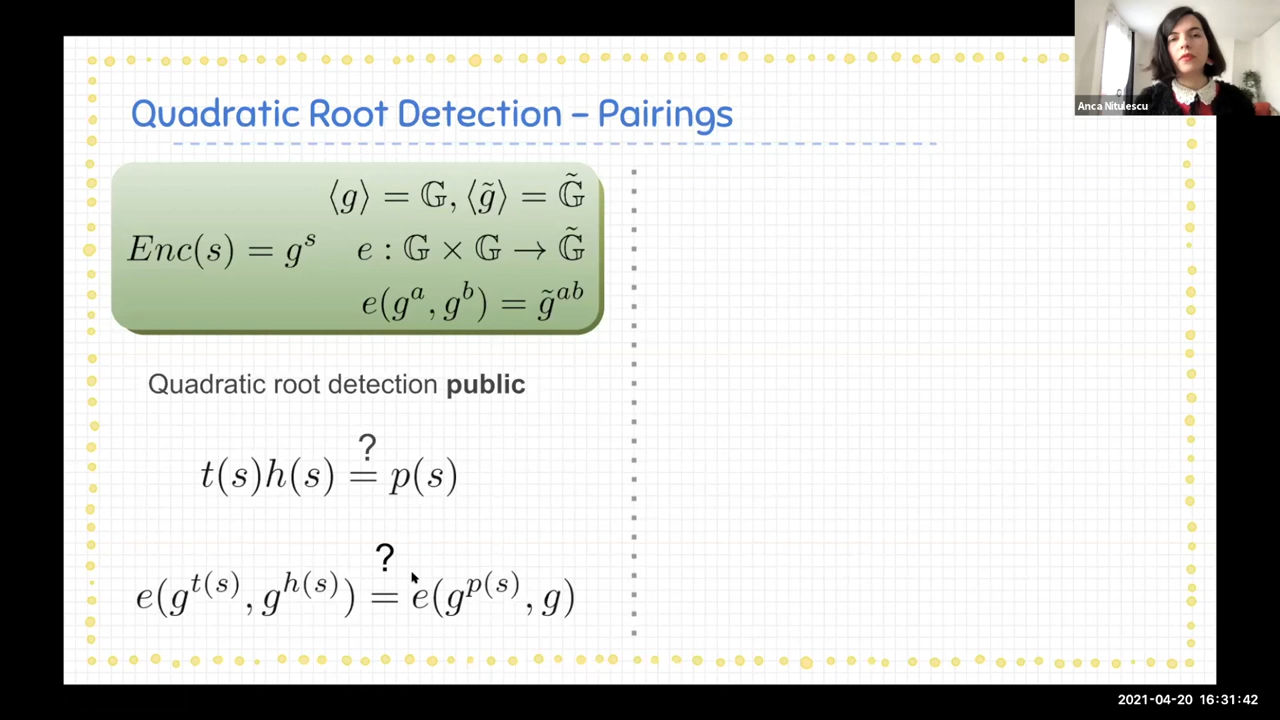 Quadratic Root Detection – Pairings
⟨g⟩ = 𝔾, ⟨g̃⟩ = 𝔾̃
Enc(s) = g^s e : 𝔾 × 𝔾 → 𝔾̃
e(g^a, g^b) = g̃^{ab}
Quadratic root detection public
?
t(s)h(s) = p(s)
?
e(g^{t(s)}, g^{h(s)}) = e(g^{p(s)}, g)
Anca Nitulescu
2021-04-20 16:31:42